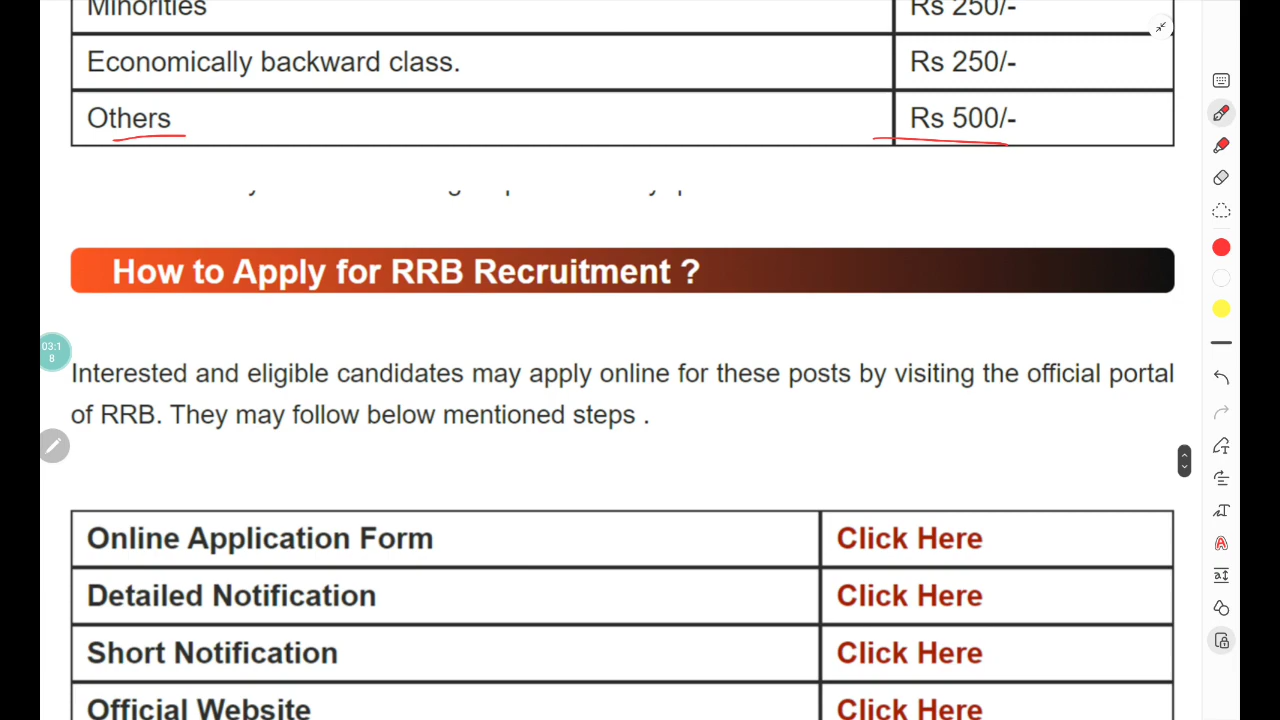 Minorities
Rs 250/-
Economically backward class.
Rs 250/-
Others
Rs 500/-
How to Apply for RRB Recruitment ?
03:1
8
Interested and eligible candidates may apply online for these posts by visiting the official portal
of RRB. They may follow below mentioned steps .
Online Application Form
Click Here
Detailed Notification
Click Here
Short Notification
Click Here
Official Website
Click Here